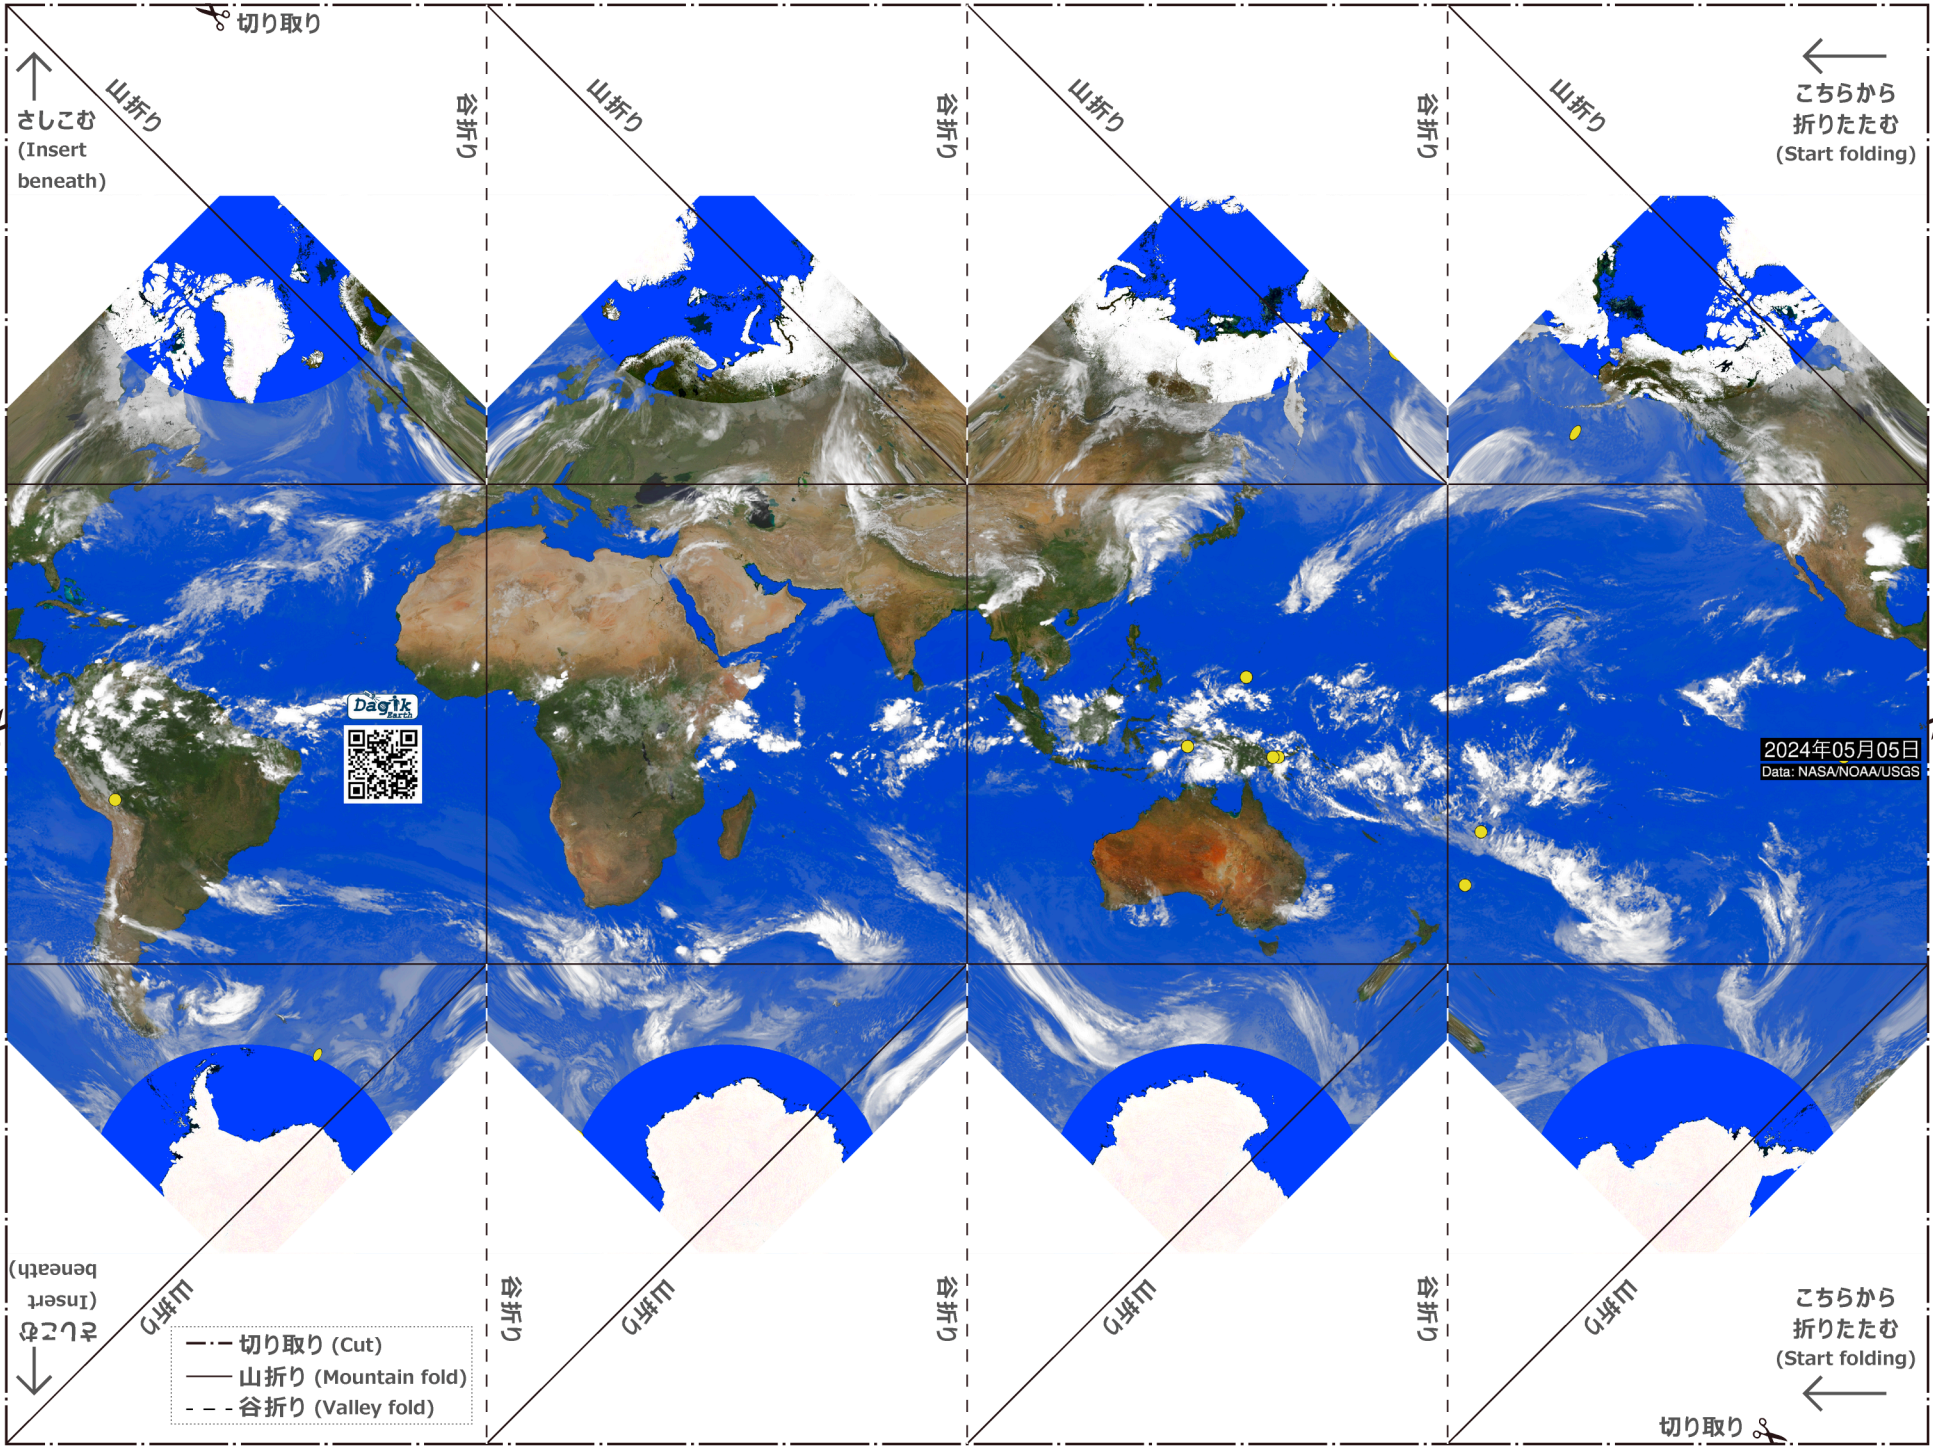 切り取り
山折り
谷折り
山折り
谷折り
山折り
谷折り
山折り
さしこむ
(Insert
beneath)
こちらから
折りたたむ
(Start folding)
Dagik
Earth
2024年05月05日
Data: NASA/NOAA/USGS
さしこむ
(Insert
beneath)
山折り
谷折り
山折り
谷折り
山折り
谷折り
山折り
こちらから
折りたたむ
(Start folding)
切り取り (Cut)
山折り (Mountain fold)
谷折り (Valley fold)
切り取り